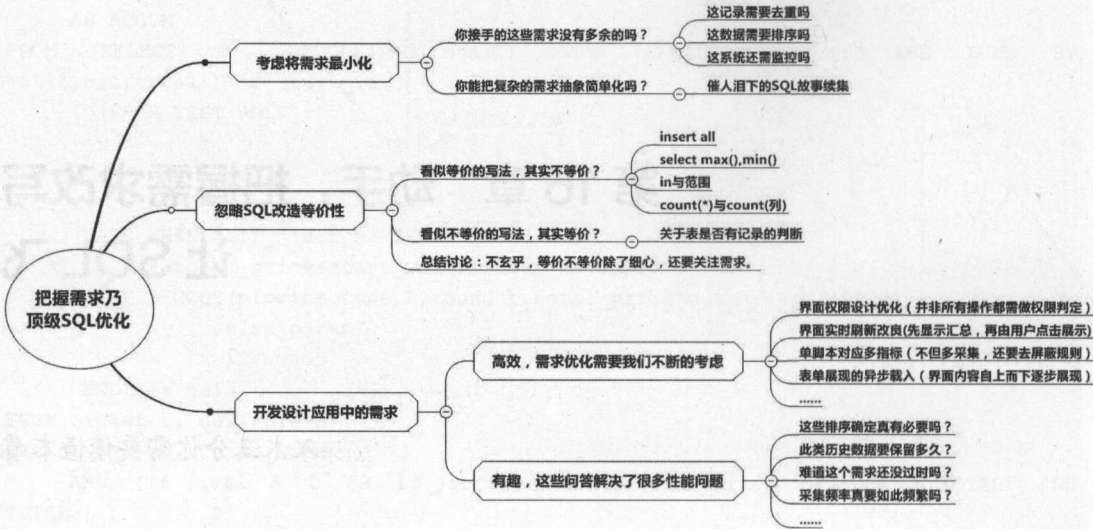 把握需求乃
顶级SQL优化
考虑将需求最小化
你接手的这些需求没有多余的吗？
这记录需要去重吗
这数据需要排序吗
这系统还需监控吗
你能把复杂的需求抽象简单化吗？
催人泪下的SQL故事续集
忽略SQL改造等价性
看似等价的写法，其实不等价？
insert all
select max(),min()
in与范围
count(*)与count(列)
看似不等价的写法，其实等价？
关于表是否有记录的判断
总结讨论：不玄乎，等价不等价除了细心，还要关注需求。
开发设计应用中的需求
高效，需求优化需要我们不断的考虑
界面权限设计优化（并非所有操作都需做权限判定）
界面实时刷新改良(先显示汇总，再由用户点击展示)
单脚本对应多指标（不但多采集，还要去屏蔽规则）
表单展现的异步载入（界面内容自上而下逐步展现）
......
有趣，这些问答解决了很多性能问题
这些排序确定真有必要吗？
此类历史数据要保留多久？
难道这个需求还没过时吗？
采集频率真要如此频繁吗？
......
第 16 章 动手，把握需求改写
让 SQL 飞